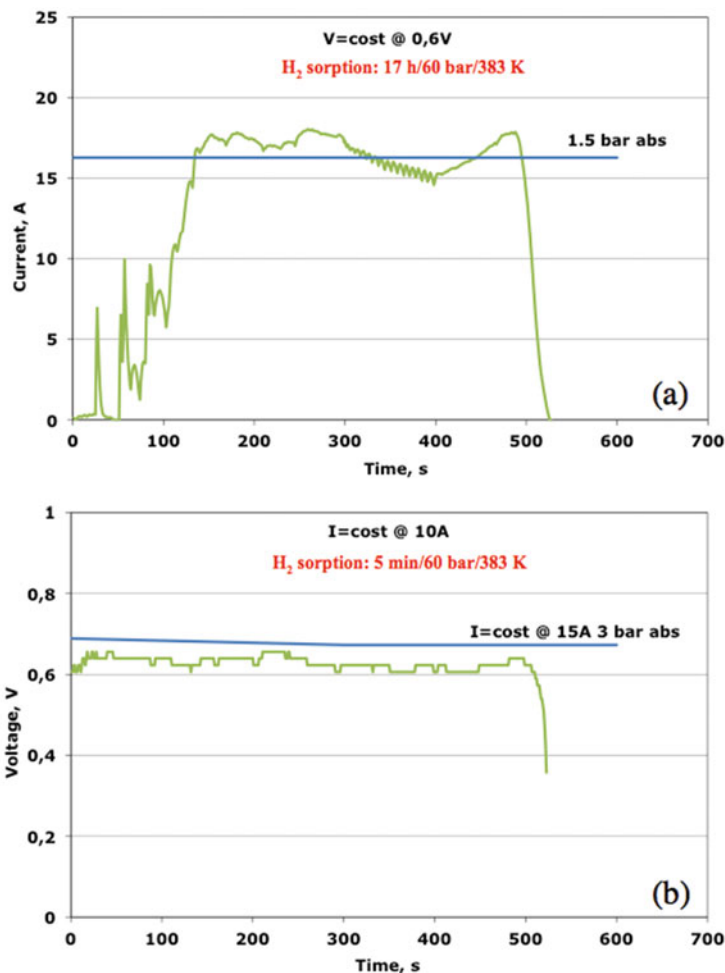 25
V=cost @ 0,6V
H2 sorption: 17 h/60 bar/383 K
20
1.5 bar abs
15
Current, A
10
5
(a)
0
0 100 200 300 400 500 600 700
Time, s
1
I=cost @ 10A
H2 sorption: 5 min/60 bar/383 K
0,8
I=cost @ 15A 3 bar abs
0,6
Voltage, V
0,4
0,2
(b)
0
0 100 200 300 400 500 600 700
Time, s